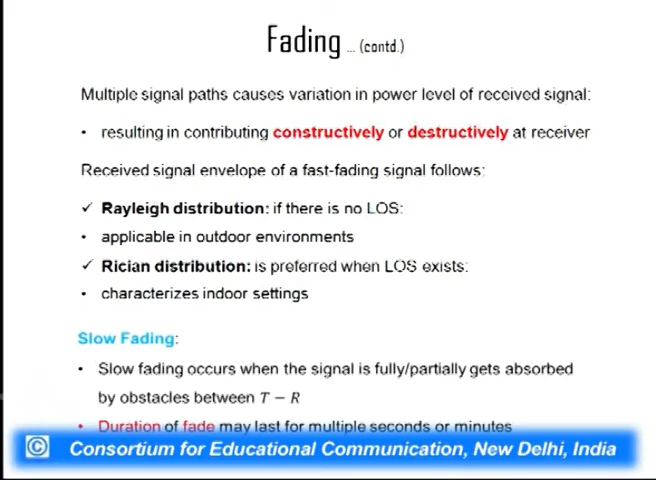 Fading ... (contd.)
Multiple signal paths causes variation in power level of received signal:
• resulting in contributing constructively or destructively at receiver
Received signal envelope of a fast-fading signal follows:
✓ Rayleigh distribution: if there is no LOS:
• applicable in outdoor environments
✓ Rician distribution: is preferred when LOS exists:
• characterizes indoor settings
Slow Fading:
• Slow fading occurs when the signal is fully/partially gets absorbed
by obstacles between T – R
• Duration of fade may last for multiple seconds or minutes
© Consortium for Educational Communication, New Delhi, India